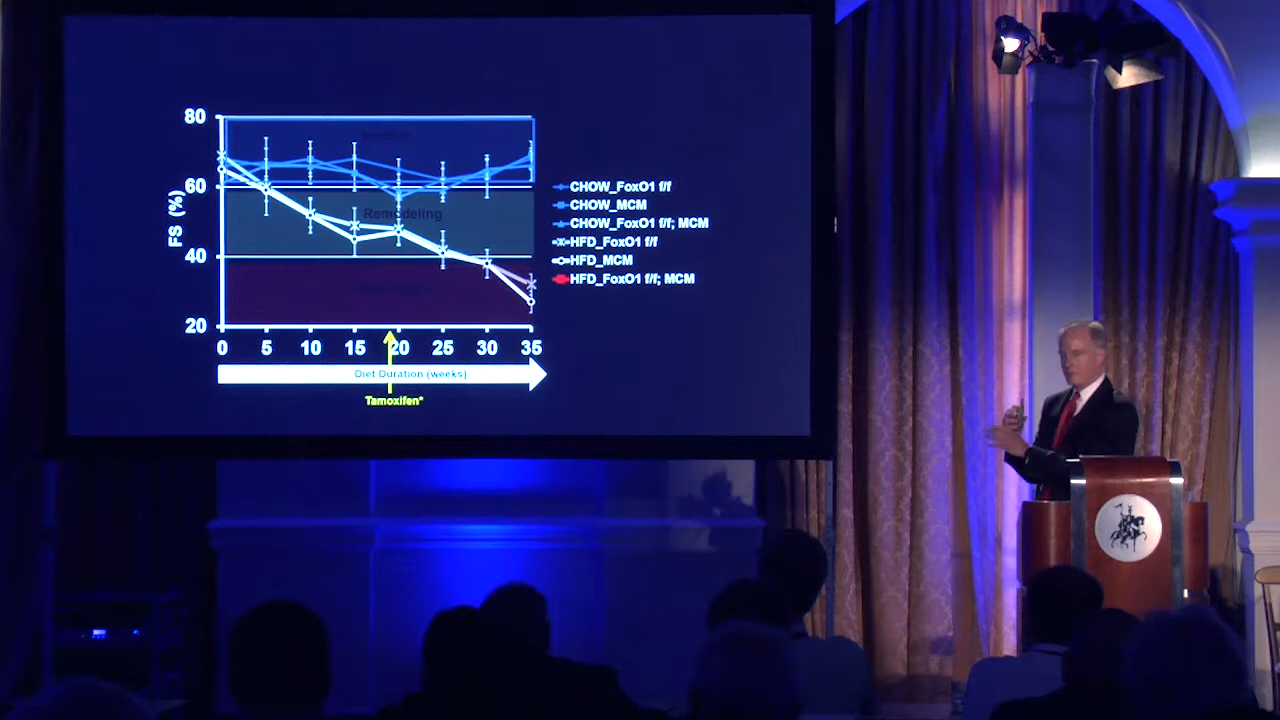 80
60
40
20
FS (%)
Remodeling
0 5 10 15 20 25 30 35
Diet Duration (weeks)
Tamoxifen*
CHOW_FoxO1 f/f
CHOW_MCM
CHOW_FoxO1 f/f; MCM
HFD_FoxO1 f/f
HFD_MCM
HFD_FoxO1 f/f; MCM